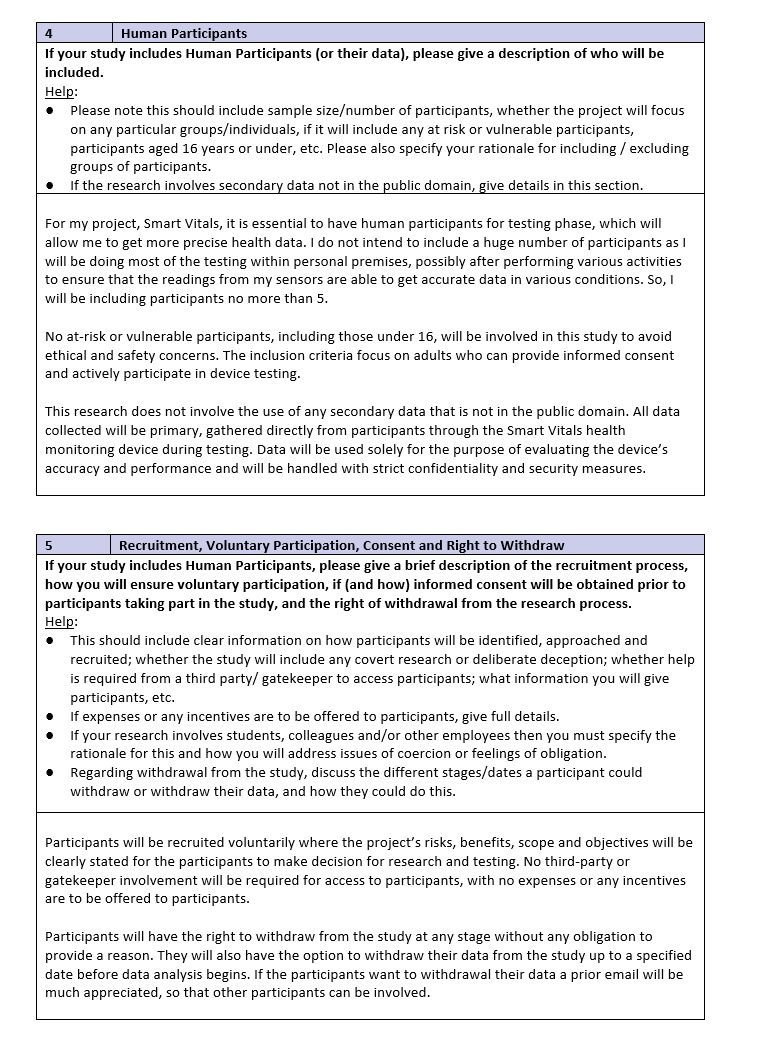 4 Human Participants
If your study includes Human Participants (or their data), please give a description of who will be
included.
Help:
● Please note this should include sample size/number of participants, whether the project will focus
on any particular groups/individuals, if it will include any at risk or vulnerable participants,
participants aged 16 years or under, etc. Please also specify your rationale for including / excluding
groups of participants.
● If the research involves secondary data not in the public domain, give details in this section.
For my project, Smart Vitals, it is essential to have human participants for testing phase, which will
allow me to get more precise health data. I do not intend to include a huge number of participants as I
will be doing most of the testing within personal premises, possibly after performing various activities
to ensure that the readings from my sensors are able to get accurate data in various conditions. So, I
will be including participants no more than 5.
No at-risk or vulnerable participants, including those under 16, will be involved in this study to avoid
ethical and safety concerns. The inclusion criteria focus on adults who can provide informed consent
and actively participate in device testing.
This research does not involve the use of any secondary data that is not in the public domain. All data
collected will be primary, gathered directly from participants through the Smart Vitals health
monitoring device during testing. Data will be used solely for the purpose of evaluating the device’s
accuracy and performance and will be handled with strict confidentiality and security measures.
5 Recruitment, Voluntary Participation, Consent and Right to Withdraw
If your study includes Human Participants, please give a brief description of the recruitment process,
how you will ensure voluntary participation, if (and how) informed consent will be obtained prior to
participants taking part in the study, and the right of withdrawal from the research process.
Help:
● This should include clear information on how participants will be identified, approached and
recruited; whether the study will include any covert research or deliberate deception; whether help
is required from a third party/ gatekeeper to access participants; what information you will give
participants, etc.
● If expenses or any incentives are to be offered to participants, give full details.
● If your research involves students, colleagues and/or other employees then you must specify the
rationale for this and how you will address issues of coercion or feelings of obligation.
● Regarding withdrawal from the study, discuss the different stages/dates a participant could
withdraw or withdraw their data, and how they could do this.
Participants will be recruited voluntarily where the project’s risks, benefits, scope and objectives will be
clearly stated for the participants to make decision for research and testing. No third-party or
gatekeeper involvement will be required for access to participants, with no expenses or any incentives
are to be offered to participants.
Participants will have the right to withdraw from the study at any stage without any obligation to
provide a reason. They will also have the option to withdraw their data from the study up to a specified
date before data analysis begins. If the participants want to withdrawal their data a prior email will be
much appreciated, so that other participants can be involved.